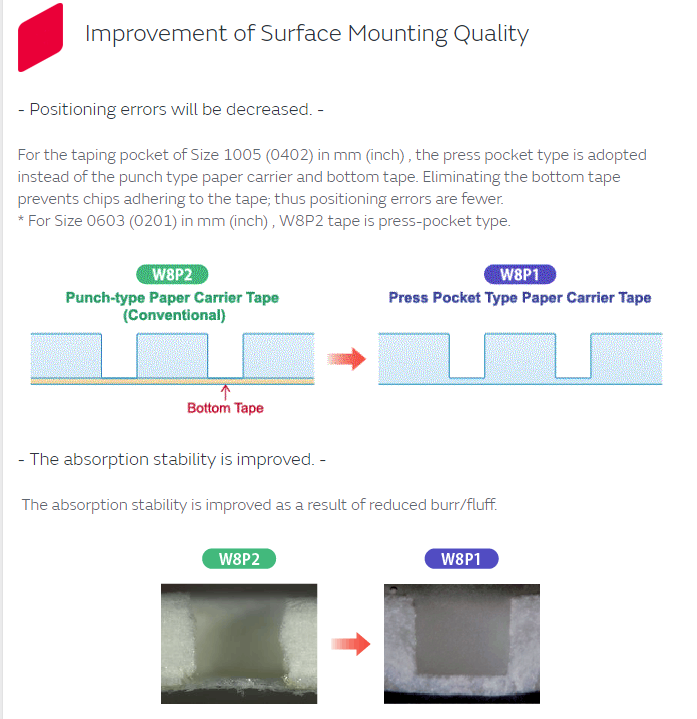 Improvement of Surface Mounting Quality
- Positioning errors will be decreased. -
For the taping pocket of Size 1005 (0402) in mm (inch) , the press pocket type is adopted
instead of the punch type paper carrier and bottom tape. Eliminating the bottom tape
prevents chips adhering to the tape; thus positioning errors are fewer.
* For Size 0603 (0201) in mm (inch) , W8P2 tape is press-pocket type.
W8P2
Punch-type Paper Carrier Tape
(Conventional)
Bottom Tape
W8P1
Press Pocket Type Paper Carrier Tape
- The absorption stability is improved. -
The absorption stability is improved as a result of reduced burr/fluff.
W8P2
W8P1